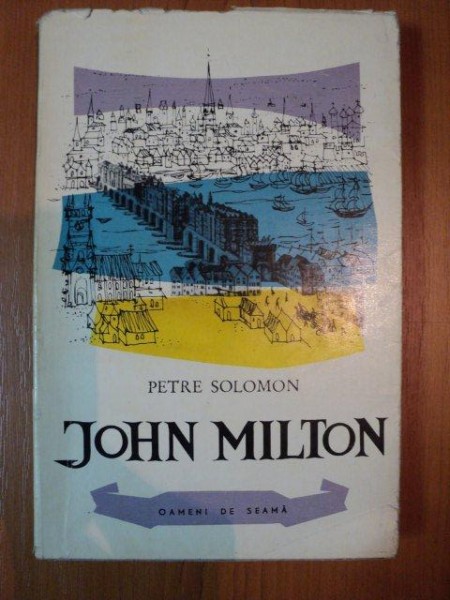 PETRE SOLOMON
JOHN MILTON
OAMENI DE SEAMĂ